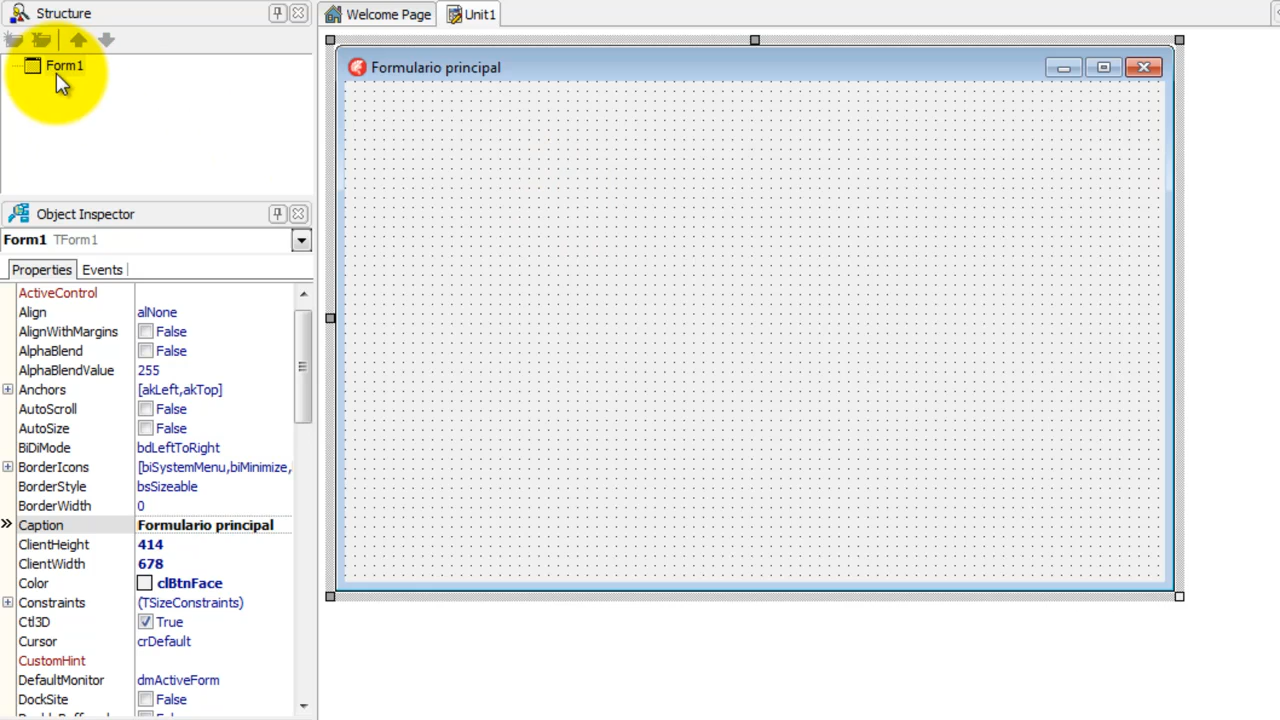 Structure
Form1
Object Inspector
Form1 TForm1
Properties Events
ActiveControl
Align alNone
AlignWithMargins False
AlphaBlend False
AlphaBlendValue 255
Anchors [akLeft,akTop]
AutoScroll False
AutoSize False
BiDiMode bdLeftToRight
BorderIcons [biSystemMenu,biMinimize,
BorderStyle bsSizeable
BorderWidth 0
Caption Formulario principal
ClientHeight 414
ClientWidth 678
Color clBtnFace
Constraints (TSizeConstraints)
Ctl3D True
Cursor crDefault
CustomHint
DefaultMonitor dmActiveForm
DockSite False
Welcome Page Unit1
Formulario principal